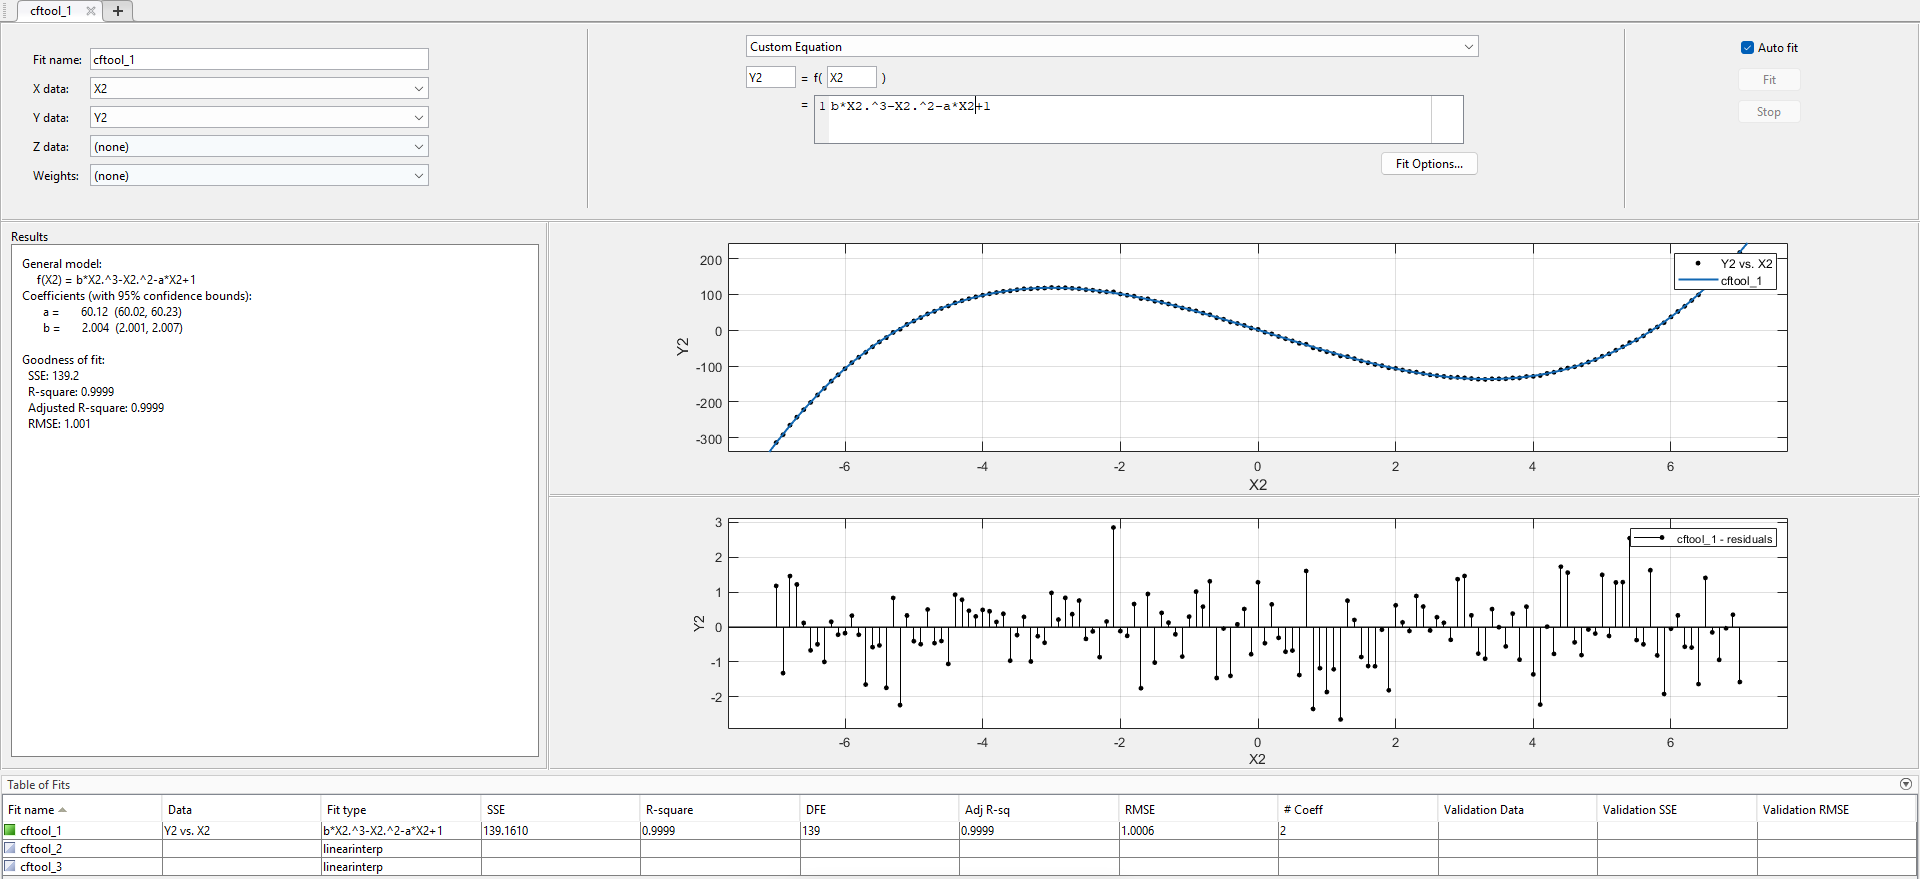 cftool_1
Fit name: cftool_1
X data: X2
Y data: Y2
Z data: (none)
Weights: (none)
Custom Equation
Y2 = f( X2 )
= 1 b*X2.^3-X2.^2-a*X2+1
Fit Options...
Auto fit
Fit
Stop
Results
General model:
f(X2) = b*X2.^3-X2.^2-a*X2+1
Coefficients (with 95% confidence bounds):
a = 60.12 (60.02, 60.23)
b = 2.004 (2.001, 2.007)
Goodness of fit:
SSE: 139.2
R-square: 0.9999
Adjusted R-square: 0.9999
RMSE: 1.001
200
100
0
-100
-200
-300
Y2
-6 -4 -2 0 2 4 6
X2
Y2 vs. X2
cftool_1
3
2
1
0
-1
-2
Y2
-6 -4 -2 0 2 4 6
X2
cftool_1 - residuals
Table of Fits
Fit name Data Fit type SSE R-square DFE Adj R-sq RMSE # Coeff Validation Data Validation SSE Validation RMSE
cftool_1 Y2 vs. X2 b*X2.^3-X2.^2-a*X2+1 139.1610 0.9999 139 0.9999 1.0006 2
cftool_2 linearinterp
cftool_3 linearinterp